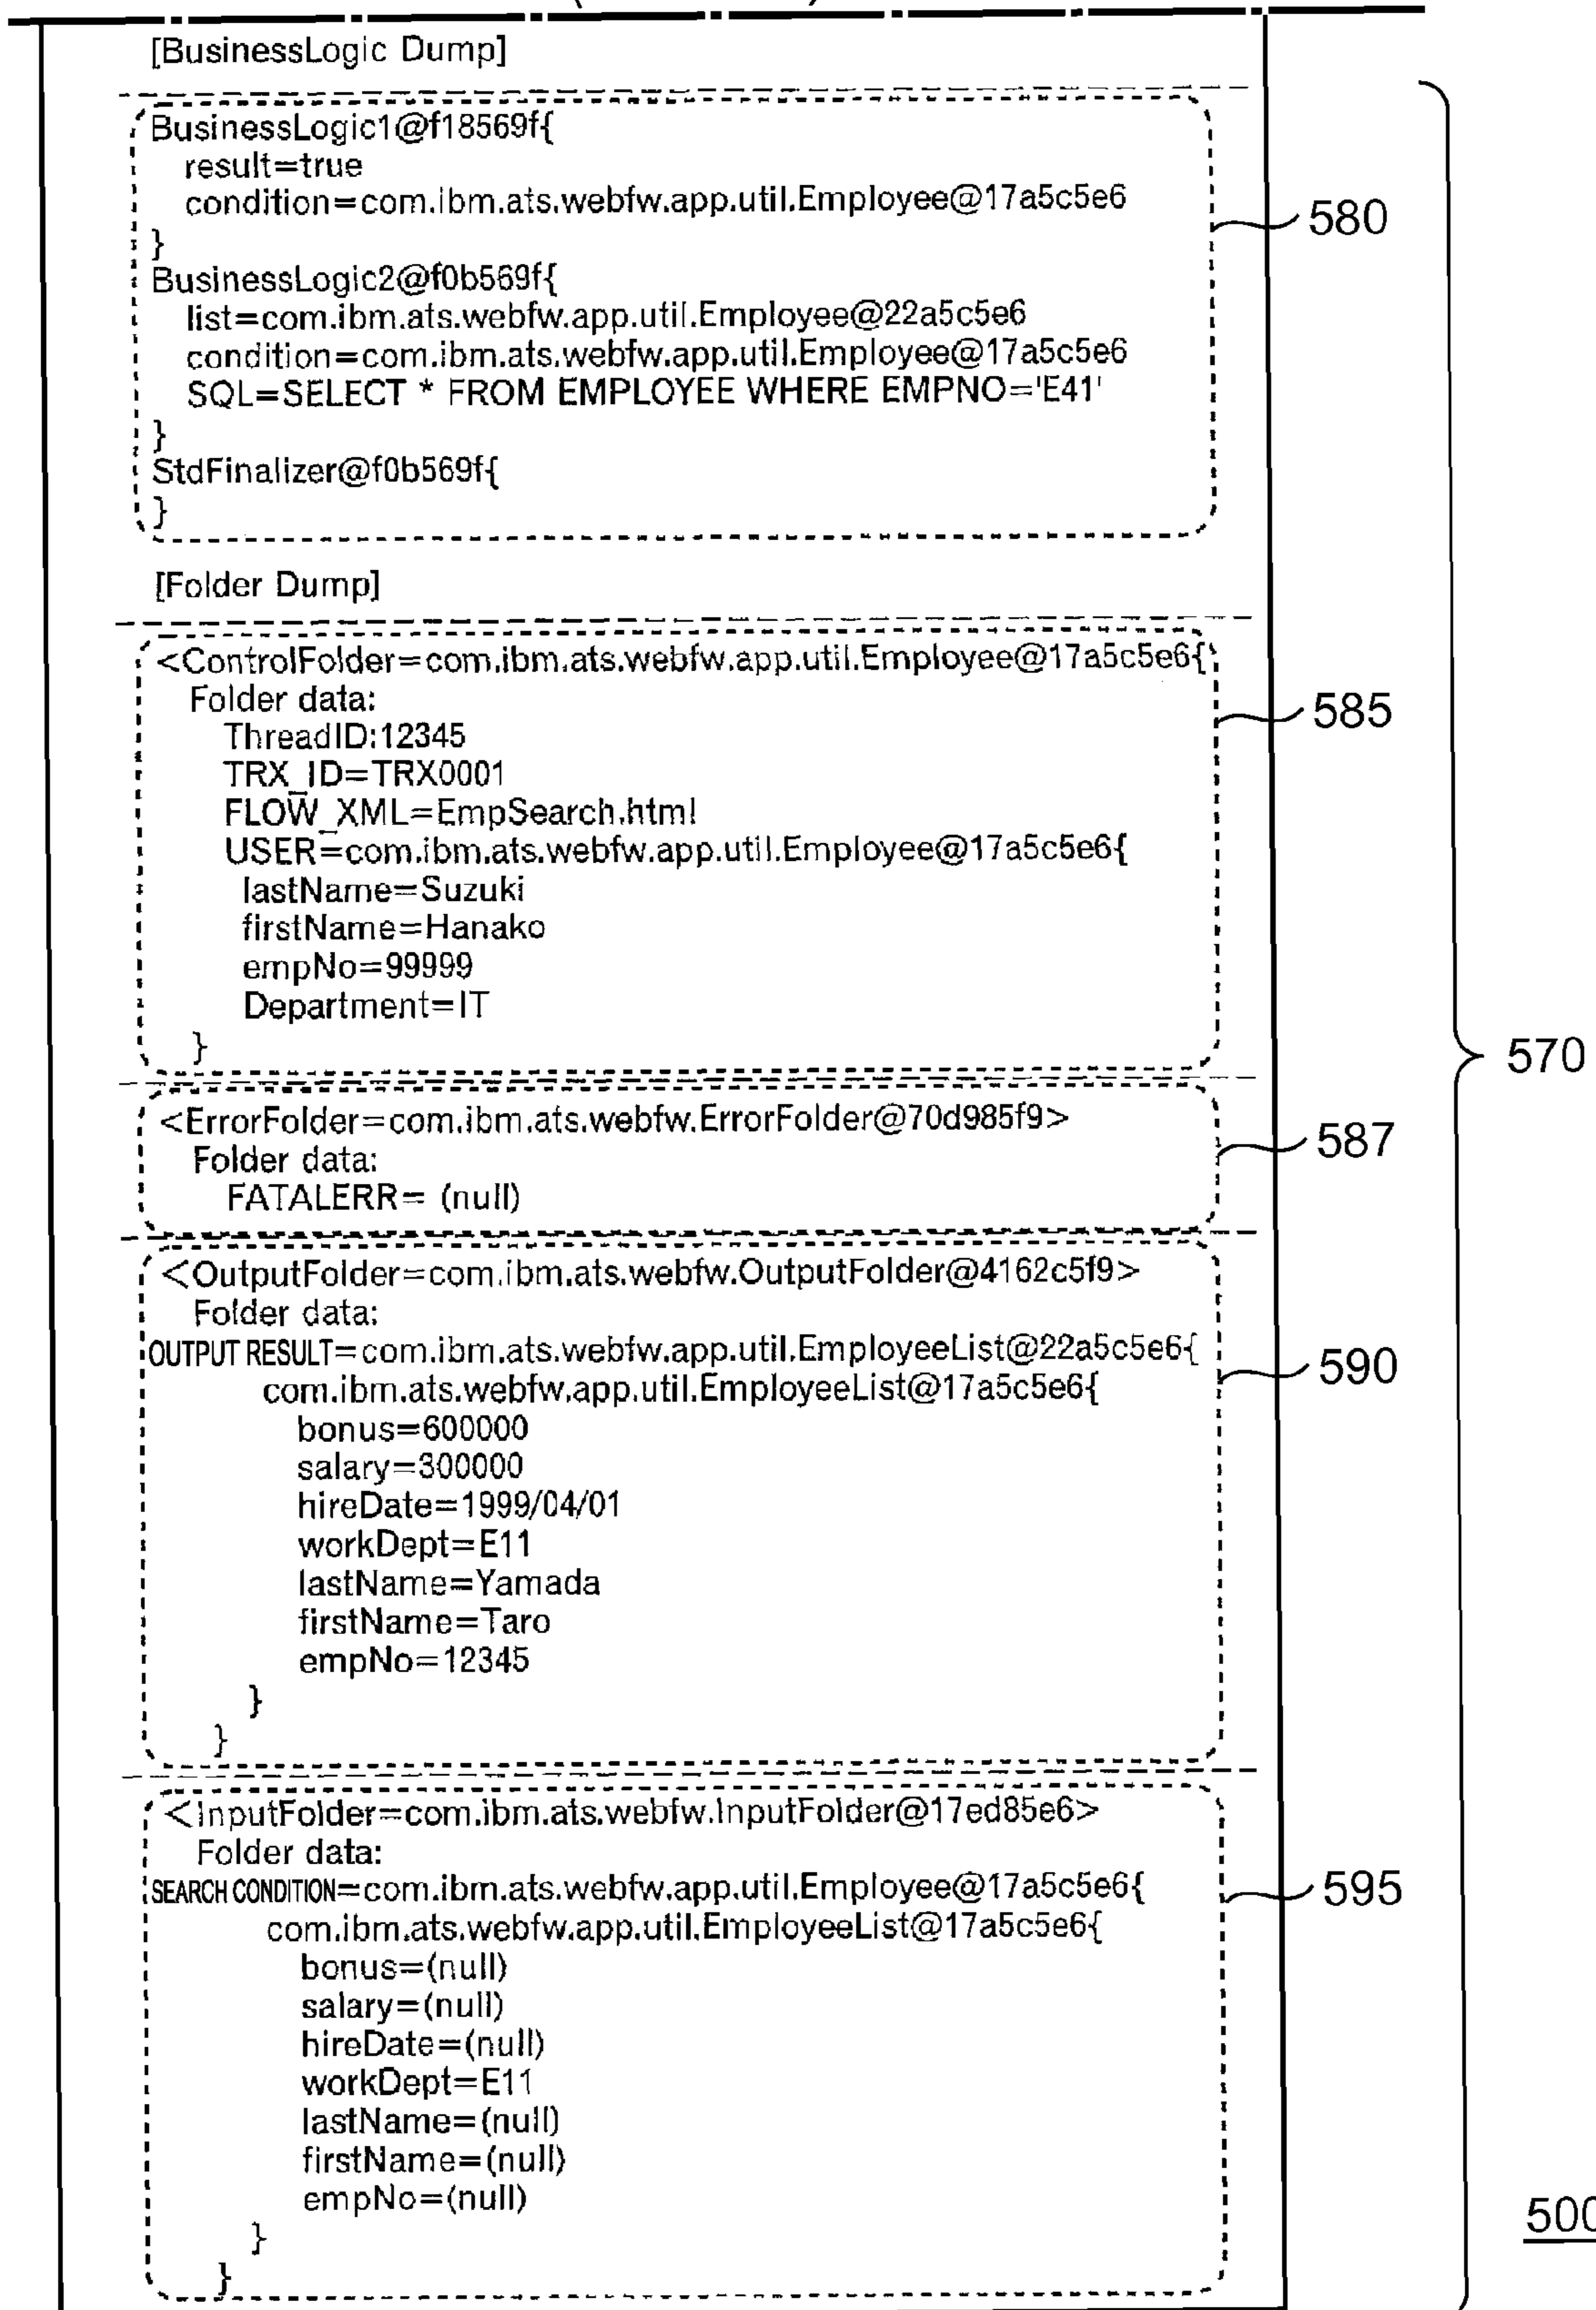 [BusinessLogic Dump]
BusinessLogic1@f18569f{
result=true
condition=com.ibm.ats.webfw.app.util.Employee@17a5c5e6
}
BusinessLogic2@f0b569f{
list=com.ibm.ats.webfw.app.util.Employee@22a5c5e6
condition=com.ibm.ats.webfw.app.util.Employee@17a5c5e6
SQL=SELECT * FROM EMPLOYEE WHERE EMPNO='E41'
}
StdFinalizer@f0b569f{
}
580
[Folder Dump]
<ControlFolder=com.ibm.ats.webfw.app.util.Employee@17a5c5e6{
Folder data:
ThreadID:12345
TRX_ID=TRX0001
FLOW_XML=EmpSearch.html
USER=com.ibm.ats.webfw.app.util.Employee@17a5c5e6{
lastName=Suzuki
firstName=Hanako
empNo=99999
Department=IT
}
585
570
<ErrorFolder=com.ibm.ats.webfw.ErrorFolder@70d985f9>
Folder data:
FATALERR= (null)
587
<OutputFolder=com.ibm.ats.webfw.OutputFolder@4162c5f9>
Folder data:
OUTPUT RESULT=com.ibm.ats.webfw.app.util.EmployeeList@22a5c5e6{
com.ibm.ats.webfw.app.util.EmployeeList@17a5c5e6{
bonus=600000
salary=300000
hireDate=1999/04/01
workDept=E11
lastName=Yamada
firstName=Taro
empNo=12345
}
}
590
<InputFolder=com.ibm.ats.webfw.InputFolder@17ed85e6>
Folder data:
SEARCH CONDITION=com.ibm.ats.webfw.app.util.Employee@17a5c5e6{
com.ibm.ats.webfw.app.util.EmployeeList@17a5c5e6{
bonus=(null)
salary=(null)
hireDate=(null)
workDept=E11
lastName=(null)
firstName=(null)
empNo=(null)
}
}
595
500